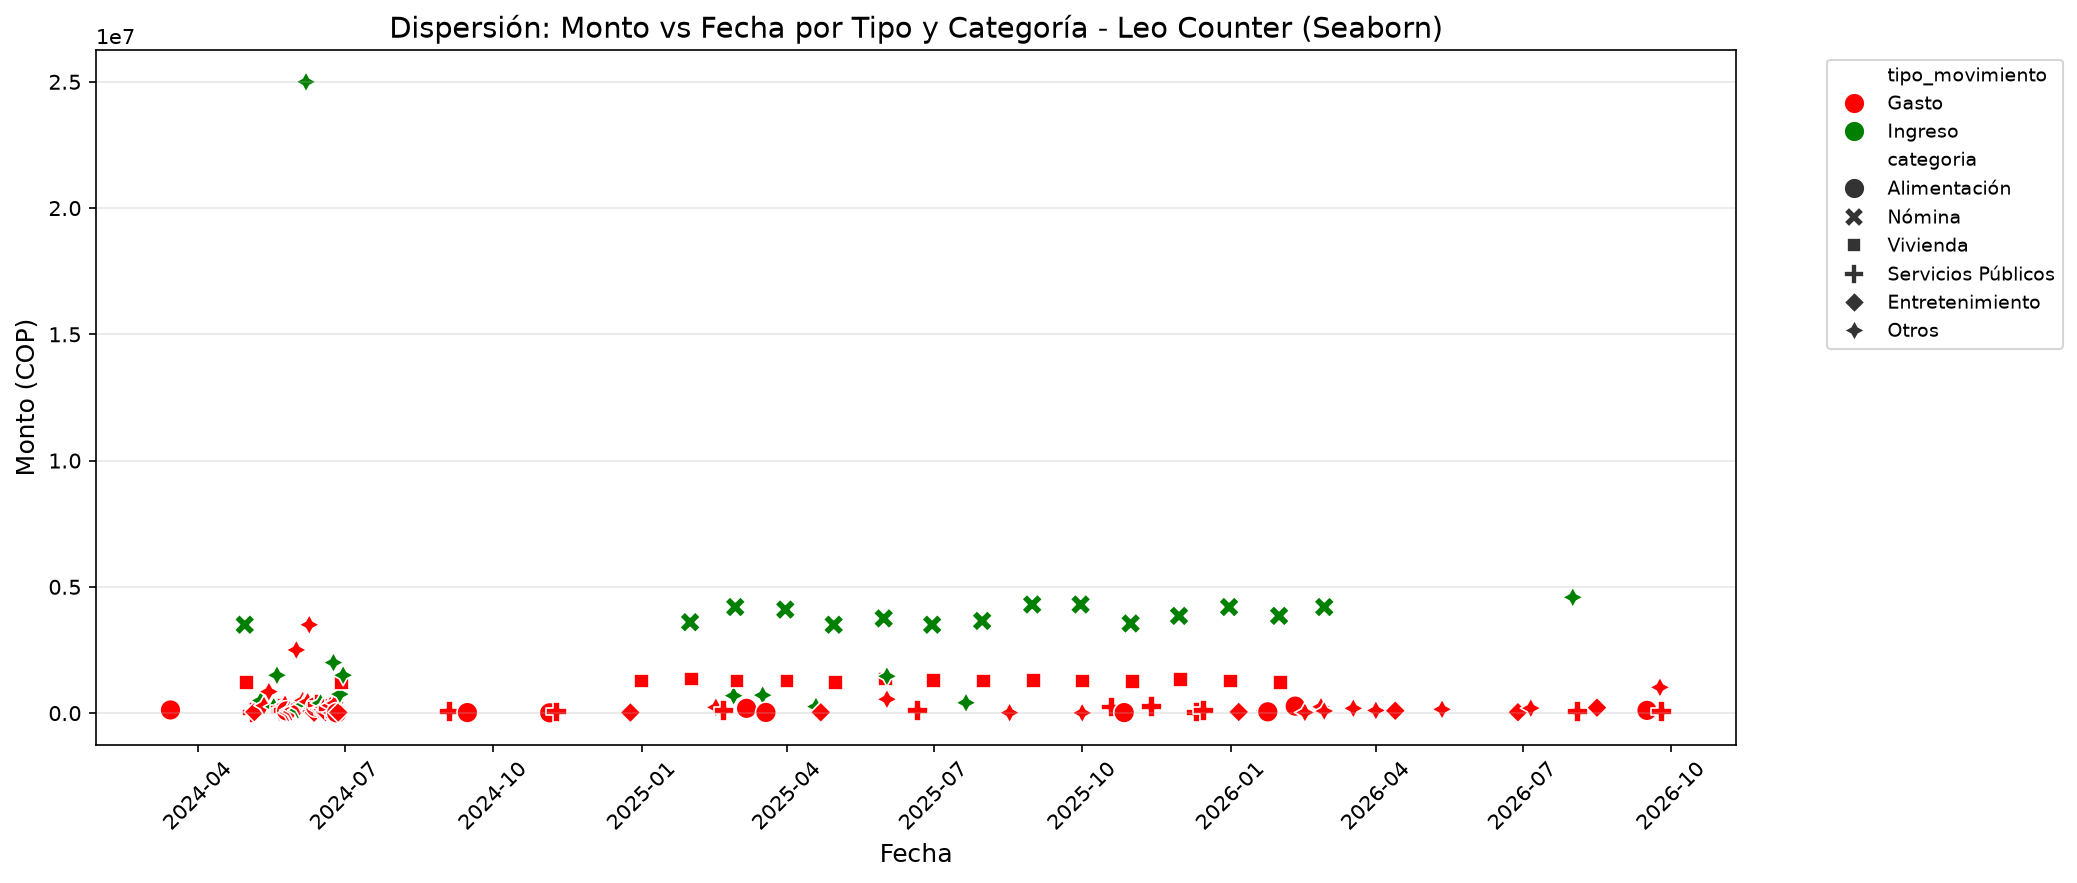 Dispersión: Monto vs Fecha por Tipo y Categoría - Leo Counter (Seaborn)
1e7
2.5
2.0
1.5
1.0
0.5
0.0
Monto (COP)
2024-04
2024-07
2024-10
2025-01
2025-04
2025-07
2025-10
2026-01
2026-04
2026-07
2026-10
Fecha
tipo_movimiento
Gasto
Ingreso
categoria
Alimentación
Nómina
Vivienda
Servicios Públicos
Entretenimiento
Otros